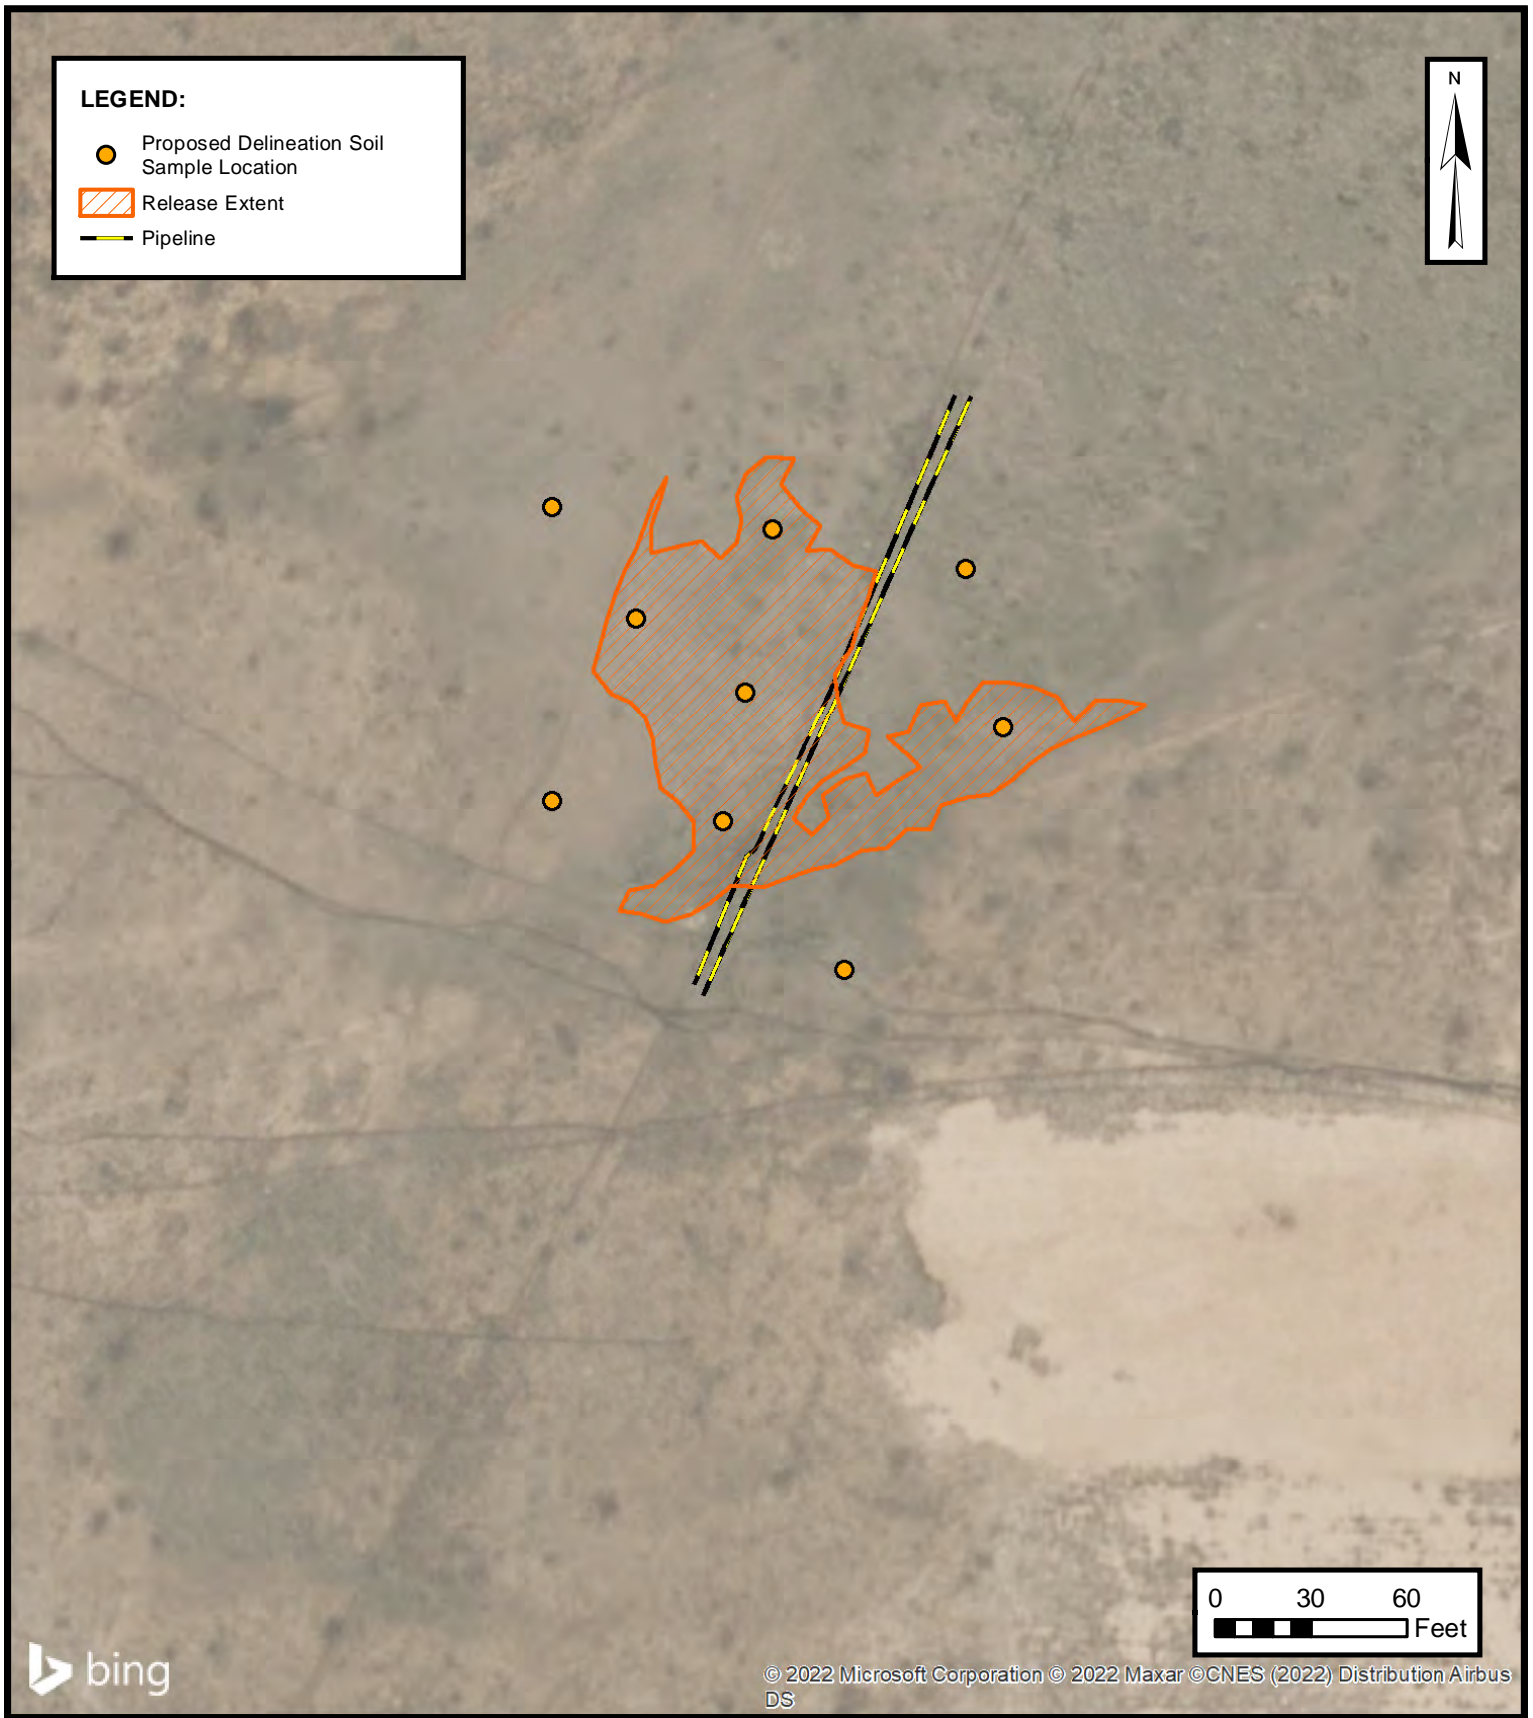 LEGEND:
Proposed Delineation Soil
Sample Location
Release Extent
Pipeline
N
0 30 60
Feet
bing
© 2022 Microsoft Corporation © 2022 Maxar ©CNES (2022) Distribution Airbus
DS